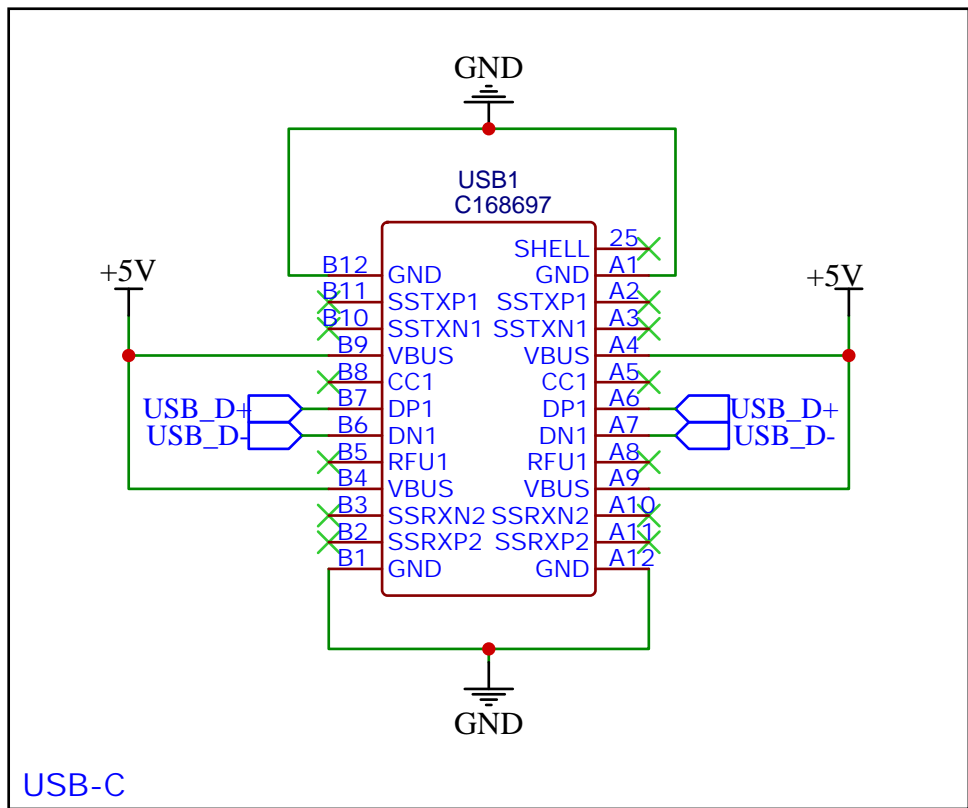 GND
USB1
C168697
SHELL 25
+5V
+5V
B12 GND GND A1
B11 SSTXP1 SSTXP1 A2
B10 SSTXN1 SSTXN1 A3
B9 VBUS VBUS A4
B8 CC1 CC1 A5
USB_D+ B7 DP1 DP1 A6 USB_D+
USB_D- B6 DN1 DN1 A7 USB_D-
B5 RFU1 RFU1 A8
B4 VBUS VBUS A9
B3 SSRXN2 SSRXN2 A10
B2 SSRXP2 SSRXP2 A11
B1 GND GND A12
GND
USB-C